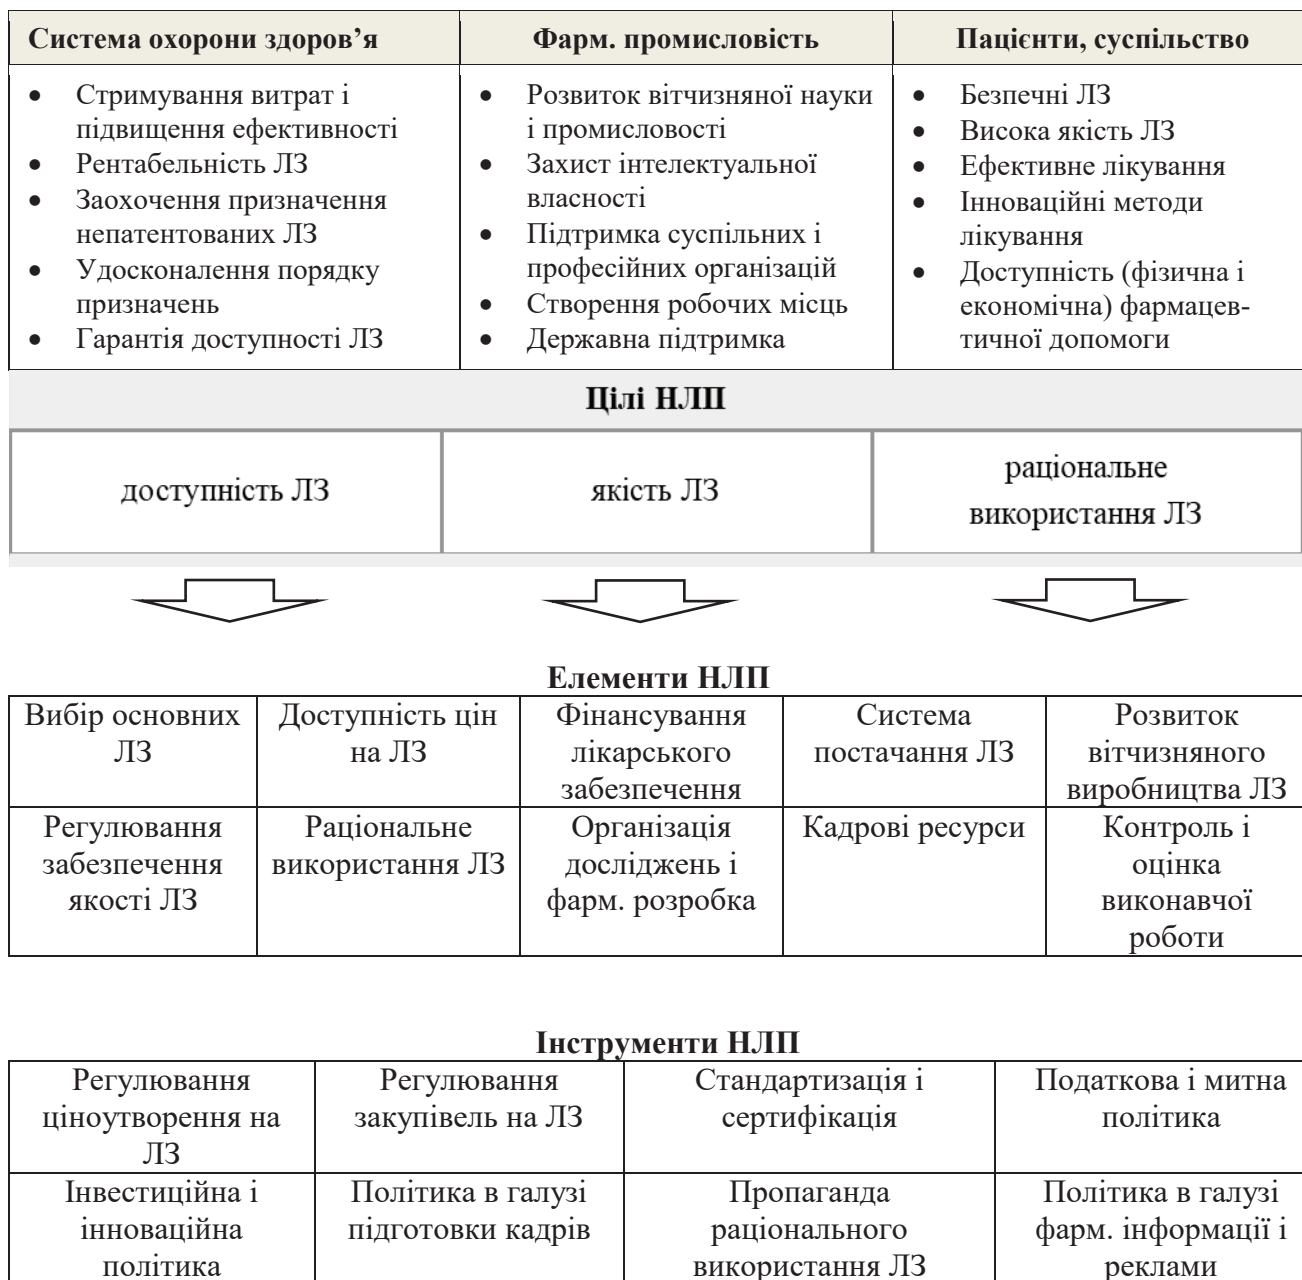 Система охорони здоров’я
Фарм. промисловість
Пацієнти, суспільство
• Стримування витрат і
підвищення ефективності
• Рентабельність ЛЗ
• Заохочення призначення
непатентованих ЛЗ
• Удосконалення порядку
призначень
• Гарантія доступності ЛЗ
• Розвиток вітчизняної науки
і промисловості
• Захист інтелектуальної
власності
• Підтримка суспільних і
професійних організацій
• Створення робочих місць
• Державна підтримка
• Безпечні ЛЗ
• Висока якість ЛЗ
• Ефективне лікування
• Інноваційні методи
лікування
• Доступність (фізична і
економічна) фармацев-
тичної допомоги
Цілі НЛП
доступність ЛЗ
якість ЛЗ
раціональне
використання ЛЗ
Елементи НЛП
Вибір основних
ЛЗ
Доступність цін
на ЛЗ
Фінансування
лікарського
забезпечення
Система
постачання ЛЗ
Розвиток
вітчизняного
виробництва ЛЗ
Регулювання
забезпечення
якості ЛЗ
Раціональне
використання ЛЗ
Організація
досліджень і
фарм. розробка
Кадрові ресурси
Контроль і
оцінка
виконавчої
роботи
Інструменти НЛП
Регулювання
ціноутворення на
ЛЗ
Регулювання
закупівель на ЛЗ
Стандартизація і
сертифікація
Податкова і митна
політика
Інвестиційна і
інноваційна
політика
Політика в галузі
підготовки кадрів
Пропаганда
раціонального
використання ЛЗ
Політика в галузі
фарм. інформації і
реклами